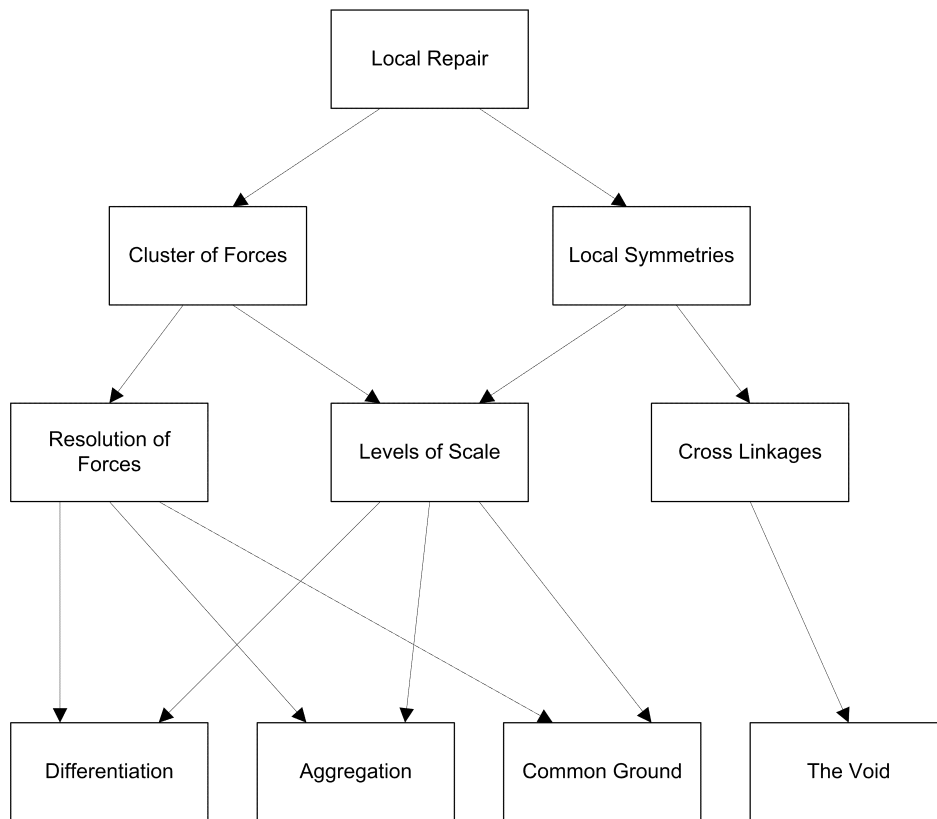 Local Repair
Cluster of Forces
Local Symmetries
Resolution of
Forces
Levels of Scale
Cross Linkages
Differentiation
Aggregation
Common Ground
The Void